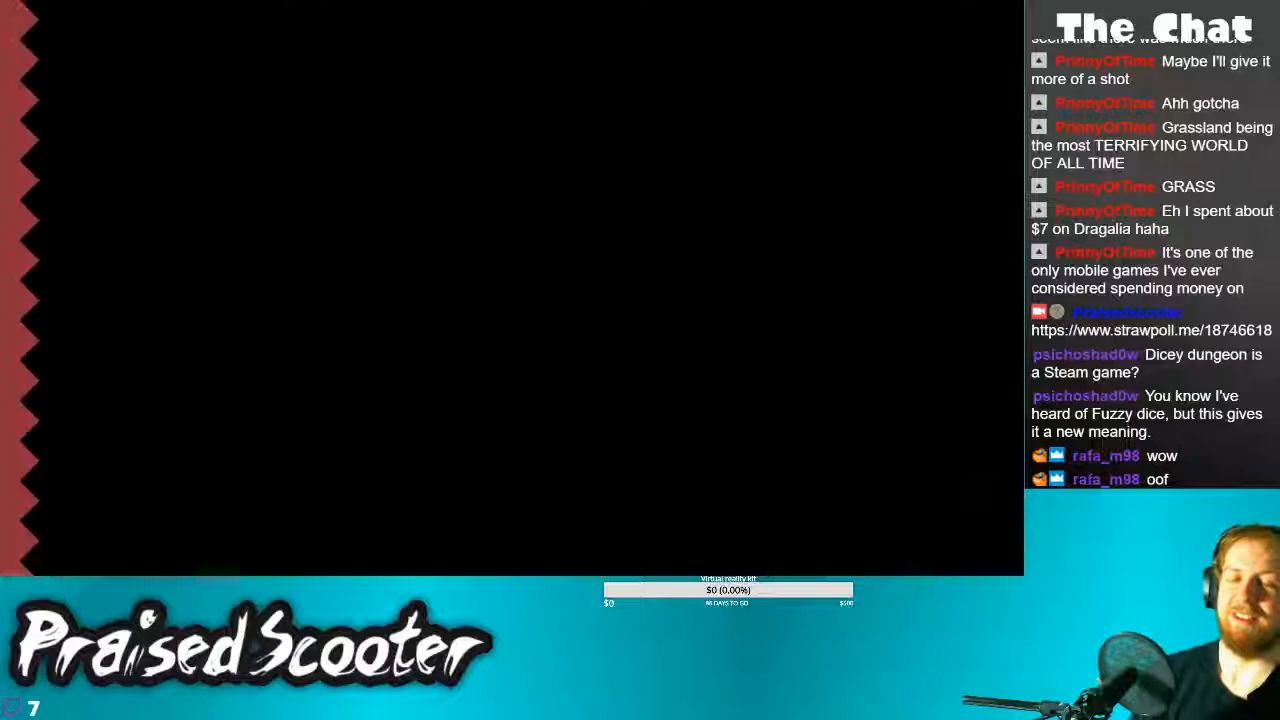 The Chat
PrinnyOfTime Maybe I'll give it
more of a shot
PrinnyOfTime Ahh gotcha
PrinnyOfTime Grassland being
the most TERRIFYING WORLD
OF ALL TIME
PrinnyOfTime GRASS
PrinnyOfTime Eh I spent about
$7 on Dragalia haha
PrinnyOfTime It's one of the
only mobile games I've ever
considered spending money on
Praisedscooter
https://www.strawpoll.me/18746618
psichoshad0w Dicey dungeon is
a Steam game?
psichoshad0w You know I've
heard of Fuzzy dice, but this gives
it a new meaning.
rafa_m98 wow
rafa_m98 oof
Virtual reality kit
$0 (0.00%)
$0 96 DAYS TO GO $500
PraisedScooter
7